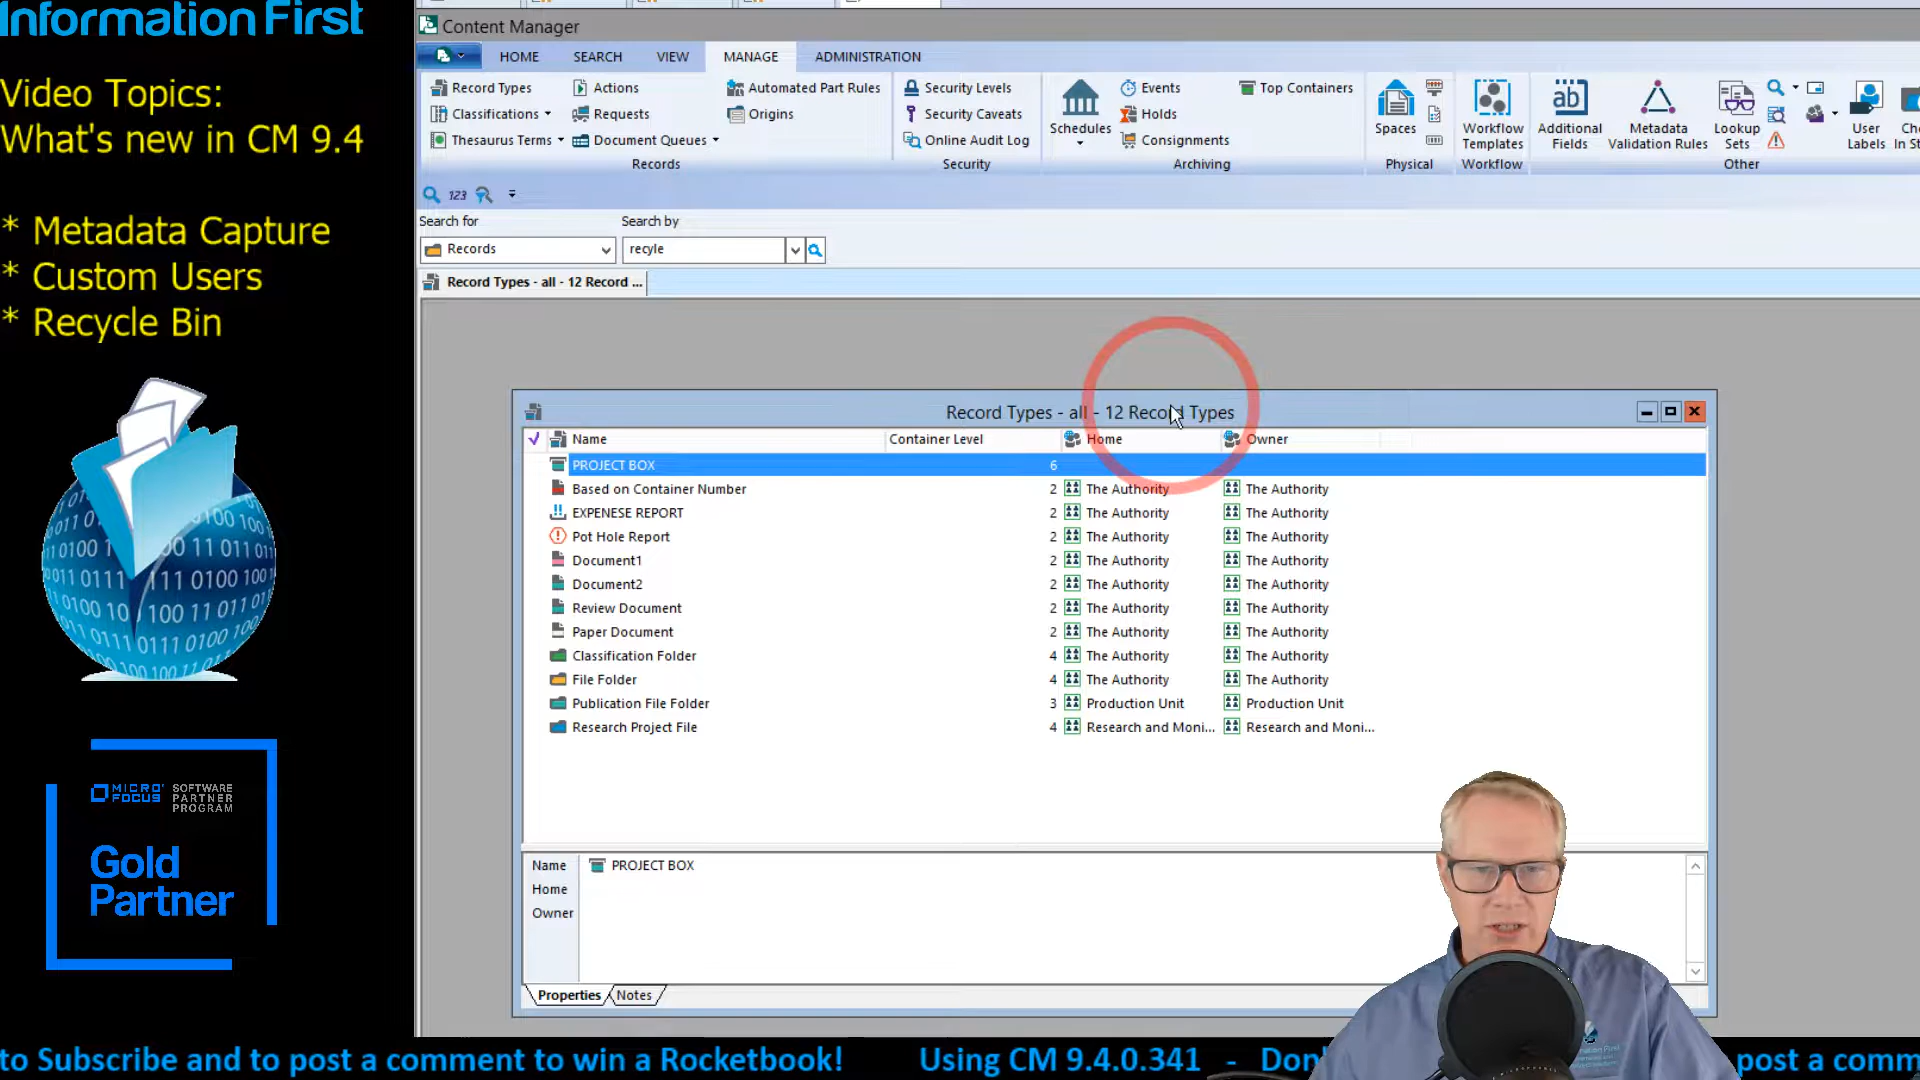 Information First
Video Topics:
What's new in CM 9.4
* Metadata Capture
* Custom Users
* Recycle Bin
MICRO FOCUS
SOFTWARE PARTNER PROGRAM
Gold
Partner
Content Manager
HOME SEARCH VIEW MANAGE ADMINISTRATION
Record Types Actions Automated Part Rules Security Levels Events Top Containers
Classifications Requests Origins Security Caveats Holds
Thesaurus Terms Document Queues Online Audit Log Consignments
Schedules Spaces Workflow Templates Additional Fields Metadata Validation Rules Lookup Sets User Labels
Records Security Archiving Physical Workflow Other
123
Search for Search by
Records recyle
Record Types - all - 12 Record ...
Record Types - all - 12 Record Types
Name Container Level Home Owner
PROJECT BOX 6
Based on Container Number 2 The Authority The Authority
EXPENESE REPORT 2 The Authority The Authority
Pot Hole Report 2 The Authority The Authority
Document1 2 The Authority The Authority
Document2 2 The Authority The Authority
Review Document 2 The Authority The Authority
Paper Document 2 The Authority The Authority
Classification Folder 4 The Authority The Authority
File Folder 4 The Authority The Authority
Publication File Folder 3 Production Unit Production Unit
Research Project File 4 Research and Moni... Research and Moni...
Name PROJECT BOX
Home
Owner
Properties Notes
to Subscribe and to post a comment to win a Rocketbook! Using CM 9.4.0.341 - Don' post a comm